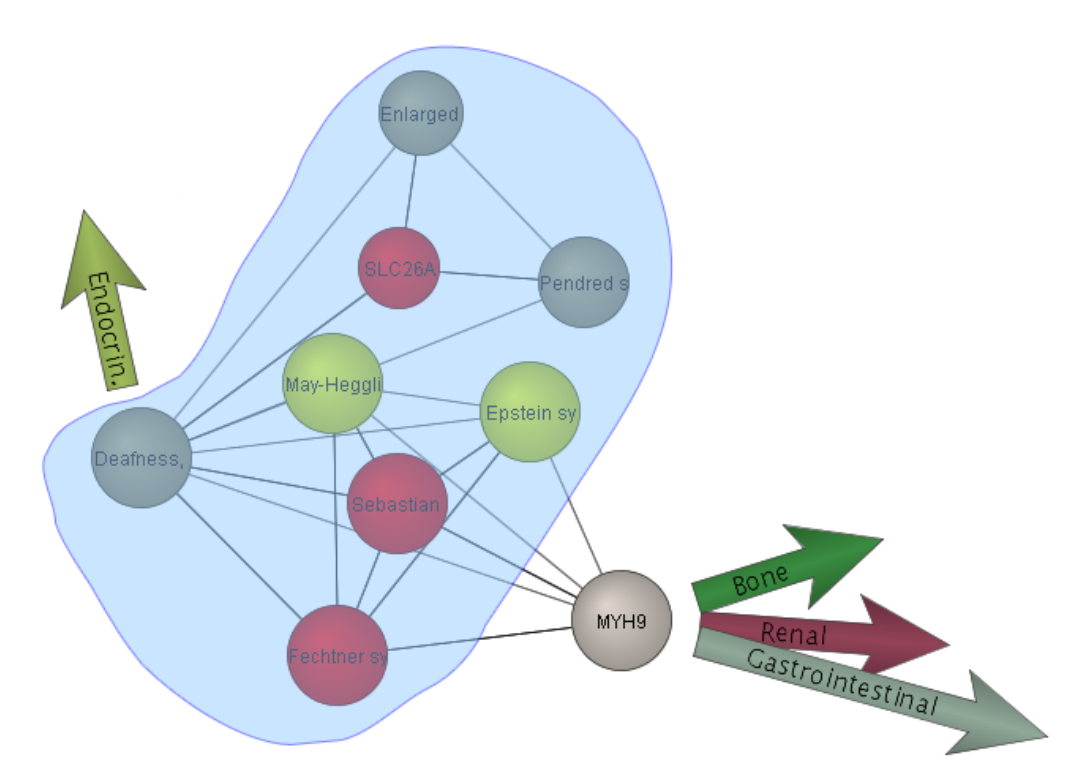 Enlarged
SLC26A
Pendred s
Endocrin.
May-Heggli
Epstein sy
Deafness,
Sebastian
Bone
MYH9
Renal
Fechtner sy
Gastrointestinal